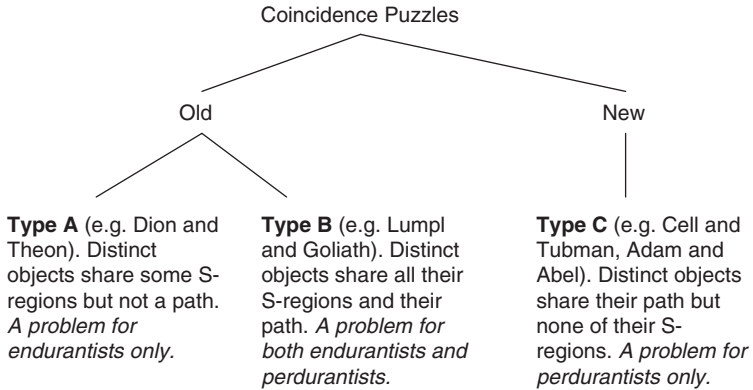 Coincidence Puzzles
Old
New
Type A (e.g. Dion and
Theon). Distinct
objects share some S-
regions but not a path.
A problem for
endurantists only.
Type B (e.g. Lumpl
and Goliath). Distinct
objects share all their
S-regions and their
path. A problem for
both endurantists and
perdurantists.
Type C (e.g. Cell and
Tubman, Adam and
Abel). Distinct objects
share their path but
none of their S-
regions. A problem for
perdurantists only.